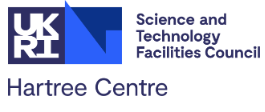 UK
RI
Science and
Technology
Facilities Council
Hartree Centre